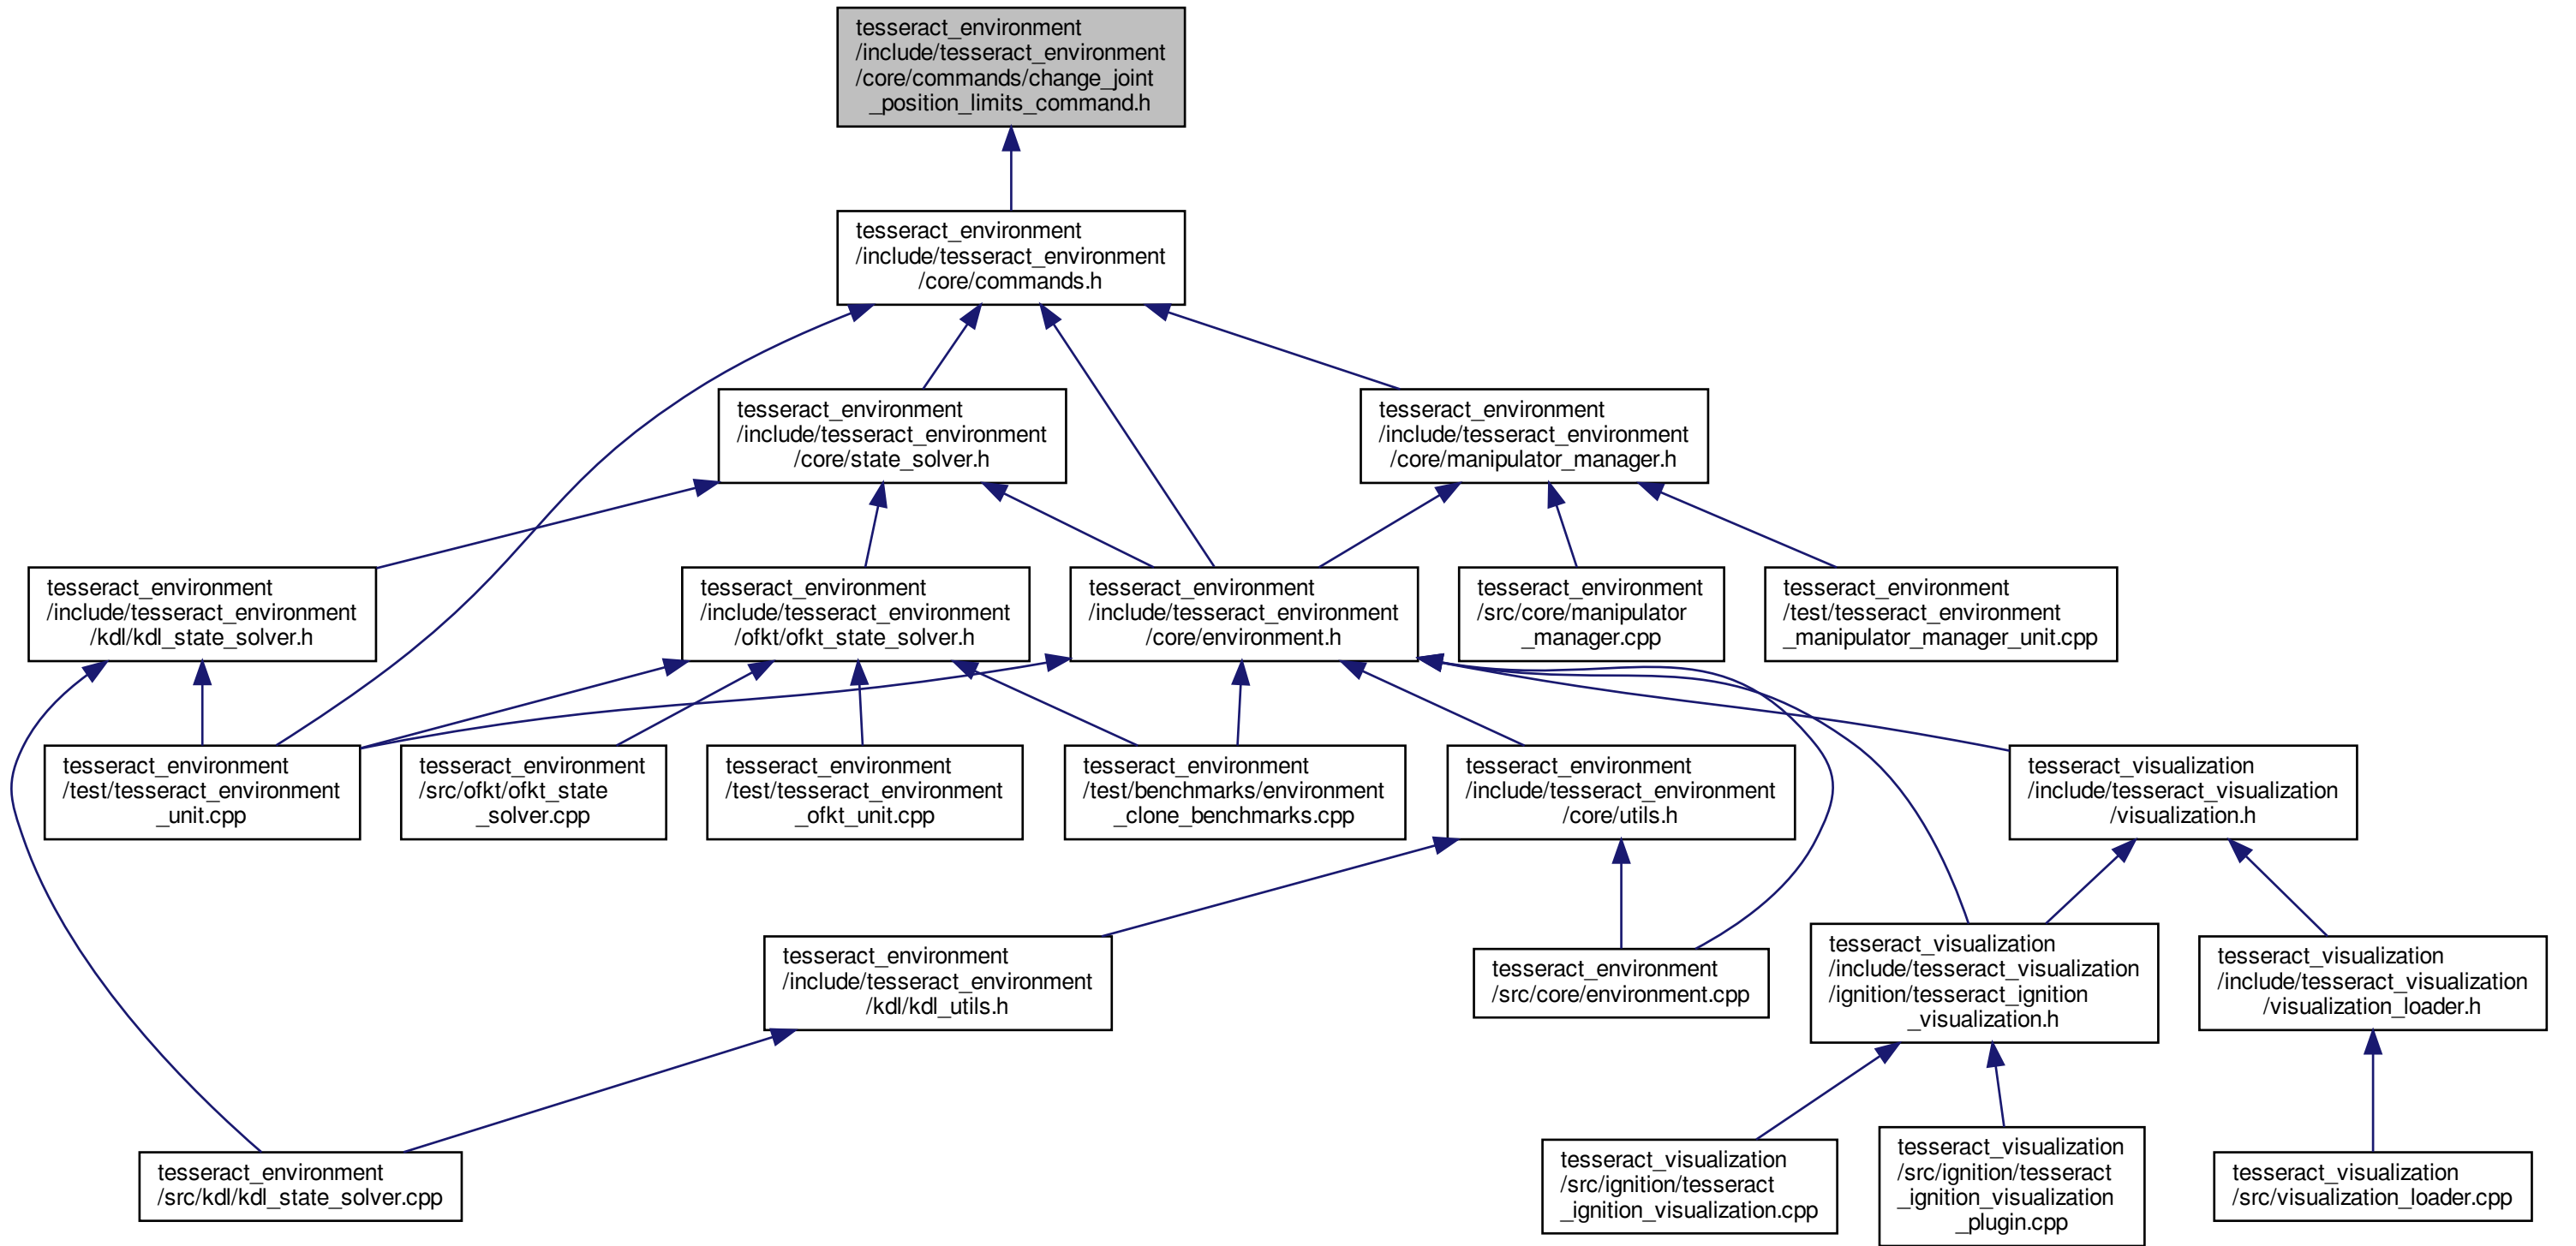 tesseract_environment
/include/tesseract_environment
/core/commands/change_joint
_position_limits_command.h
tesseract_environment
/include/tesseract_environment
/core/commands.h
tesseract_environment
/include/tesseract_environment
/core/state_solver.h
tesseract_environment
/include/tesseract_environment
/core/manipulator_manager.h
tesseract_environment
/include/tesseract_environment
/kdl/kdl_state_solver.h
tesseract_environment
/include/tesseract_environment
/ofkt/ofkt_state_solver.h
tesseract_environment
/include/tesseract_environment
/core/environment.h
tesseract_environment
/src/core/manipulator
_manager.cpp
tesseract_environment
/test/tesseract_environment
_manipulator_manager_unit.cpp
tesseract_environment
/test/tesseract_environment
_unit.cpp
tesseract_environment
/src/ofkt/ofkt_state
_solver.cpp
tesseract_environment
/test/tesseract_environment
_ofkt_unit.cpp
tesseract_environment
/test/benchmarks/environment
_clone_benchmarks.cpp
tesseract_environment
/include/tesseract_environment
/core/utils.h
tesseract_visualization
/include/tesseract_visualization
/visualization.h
tesseract_environment
/include/tesseract_environment
/kdl/kdl_utils.h
tesseract_environment
/src/core/environment.cpp
tesseract_visualization
/include/tesseract_visualization
/ignition/tesseract_ignition
_visualization.h
tesseract_visualization
/include/tesseract_visualization
/visualization_loader.h
tesseract_environment
/src/kdl/kdl_state_solver.cpp
tesseract_visualization
/src/ignition/tesseract
_ignition_visualization.cpp
tesseract_visualization
/src/ignition/tesseract
_ignition_visualization
_plugin.cpp
tesseract_visualization
/src/visualization_loader.cpp